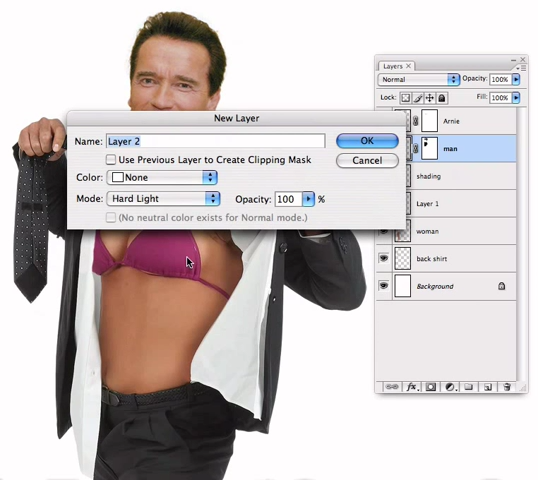 Layers ×
Normal Opacity: 100%
Lock: Fill: 100%
New Layer
Name: Layer 2 OK
Use Previous Layer to Create Clipping Mask Cancel
Color: None
Mode: Hard Light Opacity: 100 %
(No neutral color exists for Normal mode.)
Arnie
man
shading
Layer 1
woman
back shirt
Background
fx